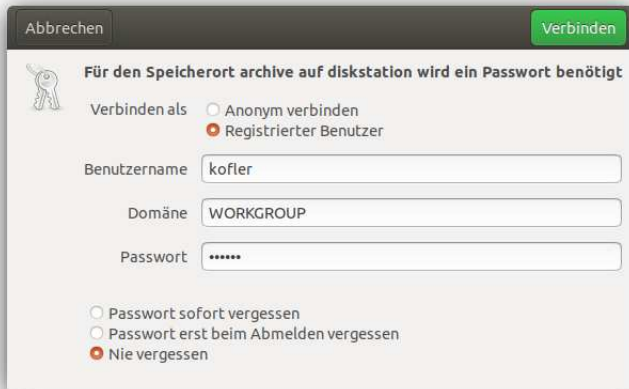 Abbrechen Verbinden
Für den Speicherort archive auf diskstation wird ein Passwort benötigt
Verbinden als Anonym verbinden
Registrierter Benutzer
Benutzername kofler
Domäne WORKGROUP
Passwort ••••••
Passwort sofort vergessen
Passwort erst beim Abmelden vergessen
Nie vergessen